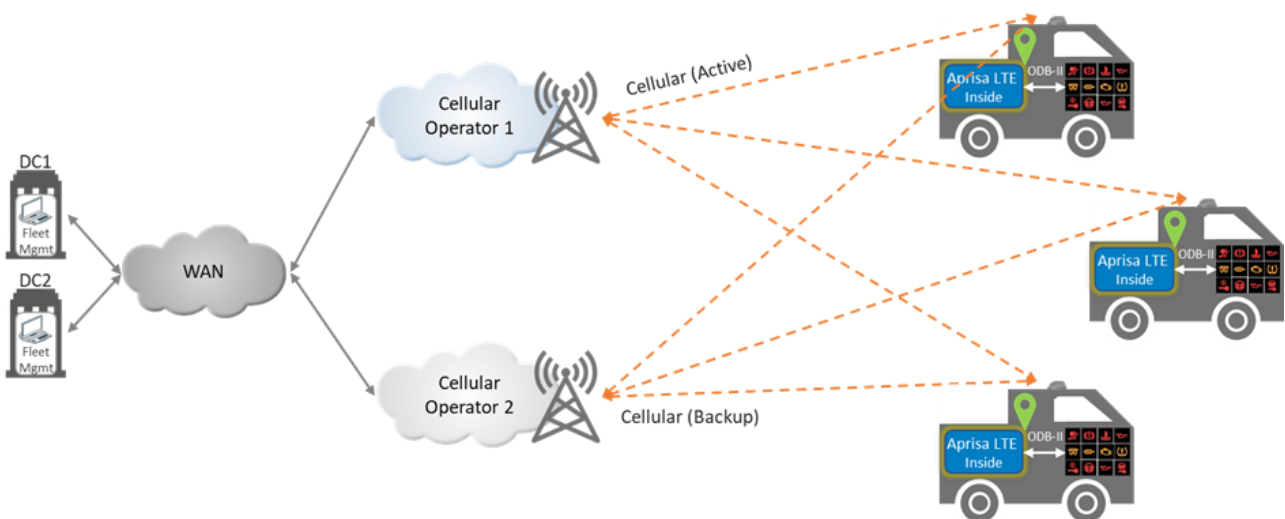 DC1
Fleet
Mgmt
DC2
Fleet
Mgmt
WAN
Cellular
Operator 1
Cellular
Operator 2
Cellular (Active)
Cellular (Backup)
Aprisa LTE
Inside
ODB-II
Aprisa LTE
Inside
ODB-II
Aprisa LTE
Inside
ODB-II